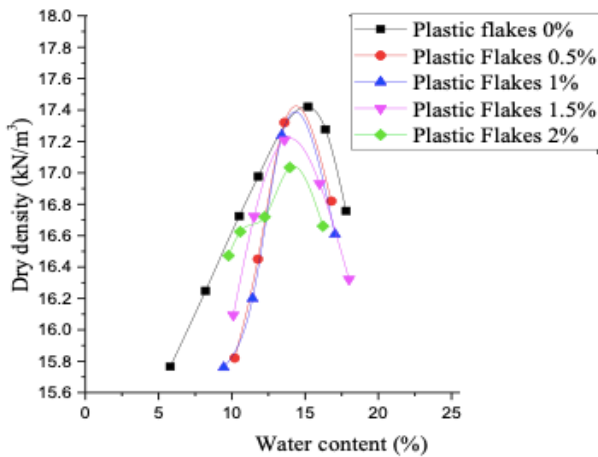 18.0
17.8
17.6
17.4
17.2
17.0
16.8
16.6
16.4
16.2
16.0
15.8
15.6
0 5 10 15 20 25
Dry density (kN/m³)
Water content (%)
Plastic flakes 0%
Plastic Flakes 0.5%
Plastic Flakes 1%
Plastic Flakes 1.5%
Plastic Flakes 2%